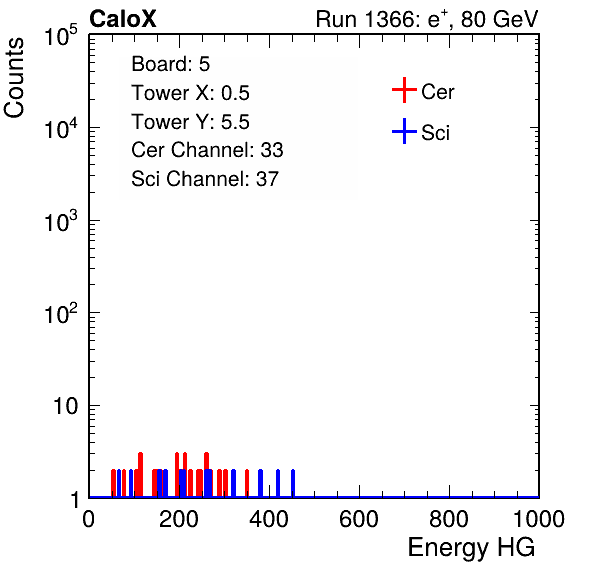 CaloX Run 1366: e⁺, 80 GeV
Counts
Board: 5
Tower X: 0.5
Tower Y: 5.5
Cer Channel: 33
Sci Channel: 37
Cer
Sci
10⁵
10⁴
10³
10²
10
1
0 200 400 600 800 1000
Energy HG